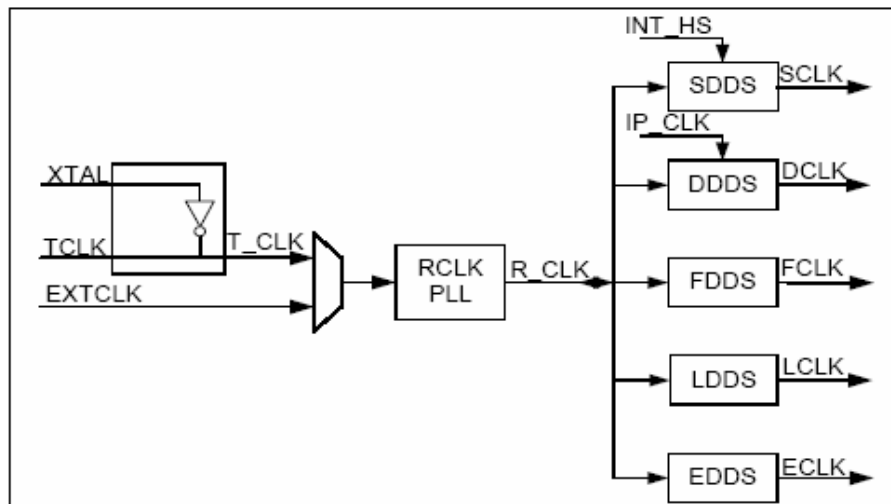 INT_HS
SDDS
SCLK
IP_CLK
XTAL
DDDS
DCLK
TCLK
T_CLK
EXTCLK
RCLK
PLL
R_CLK
FDDS
FCLK
LDDS
LCLK
EDDS
ECLK